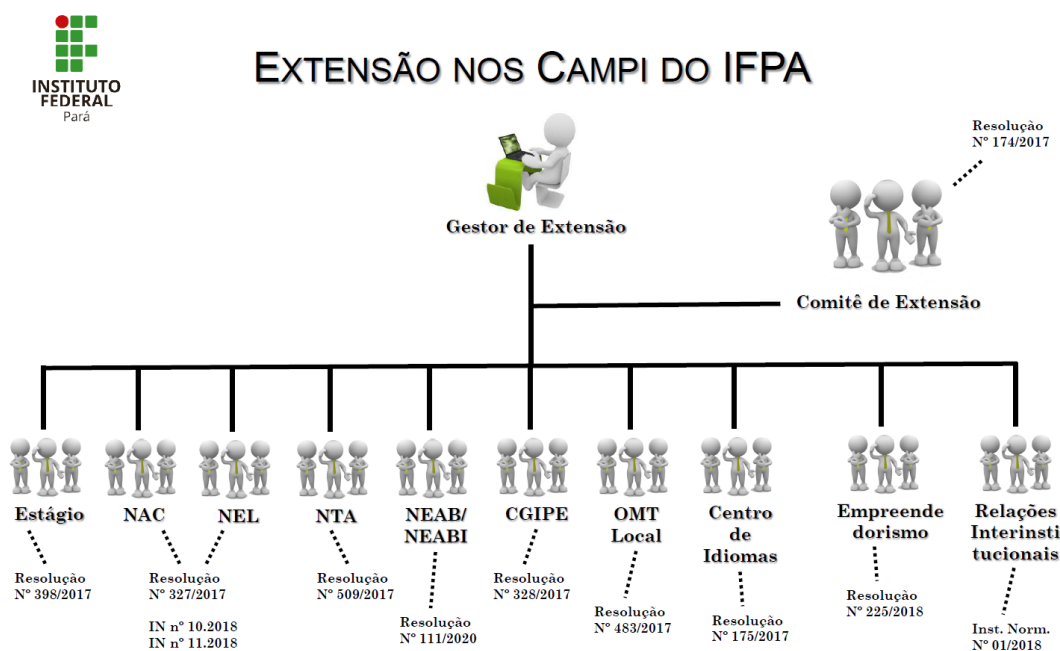 INSTITUTO
FEDERAL
Pará
EXTENSÃO NOS CAMPI DO IFPA
Resolução
Nº 174/2017
Gestor de Extensão
Comitê de Extensão
Estágio
NAC
NEL
NTA
NEAB/
NEABI
CGIPE
OMT
Local
Centro
de
Idiomas
Empreende
dorismo
Relações
Interinsti
tucionais
Resolução
Nº 398/2017
Resolução
Nº 327/2017
IN nº 10.2018
IN nº 11.2018
Resolução
Nº 509/2017
Resolução
Nº 111/2020
Resolução
Nº 328/2017
Resolução
Nº 483/2017
Resolução
Nº 175/2017
Resolução
Nº 225/2018
Inst. Norm.
Nº 01/2018